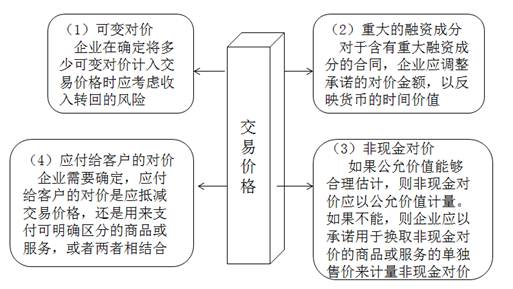 （1）可变对价
企业在确定将多
少可变对价计入交
易价格时应考虑收
入转回的风险
（2）重大的融资成分
对于含有重大融资成
分的合同，企业应调整
承诺的对价金额，以反
映货币的时间价值
交易价格
（3）非现金对价
如果公允价值能够
合理估计，则非现金对
价应以公允价值计量。
如果不能，则企业应以
承诺用于换取非现金对
价的商品或服务的单独
售价来计量非现金对价
（4）应付给客户的对价
企业需要确定，应付
给客户的对价是应抵减
交易价格，还是用来支
付可明确区分的商品或
服务，或者两者相结合